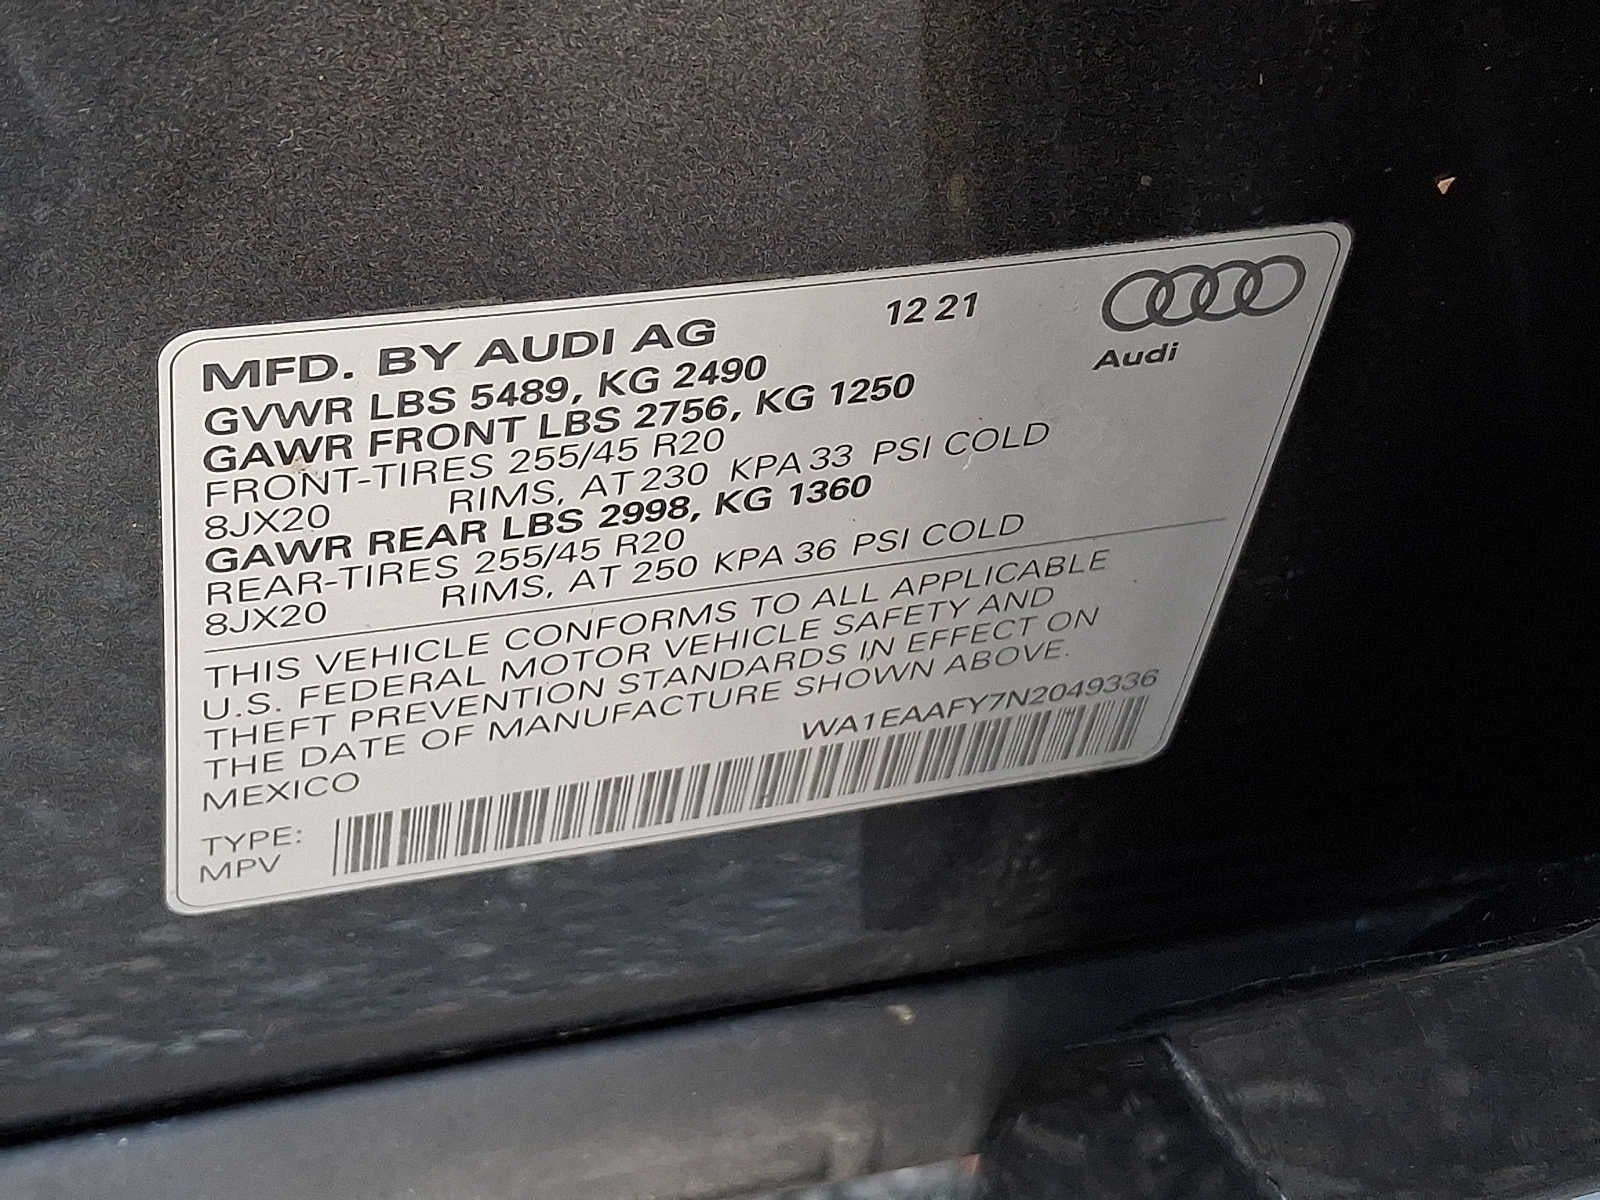 12 21
Audi
MFD. BY AUDI AG
GVWR LBS 5489, KG 2490
GAWR FRONT LBS 2756, KG 1250
FRONT-TIRES 255/45 R20
8JX20 RIMS, AT 230 KPA 33 PSI COLD
GAWR REAR LBS 2998, KG 1360
REAR-TIRES 255/45 R20
8JX20 RIMS, AT 250 KPA 36 PSI COLD
THIS VEHICLE CONFORMS TO ALL APPLICABLE
U.S. FEDERAL MOTOR VEHICLE SAFETY AND
THEFT PREVENTION STANDARDS IN EFFECT ON
THE DATE OF MANUFACTURE SHOWN ABOVE.
MEXICO WA1EAAFY7N2049336
TYPE:
MPV